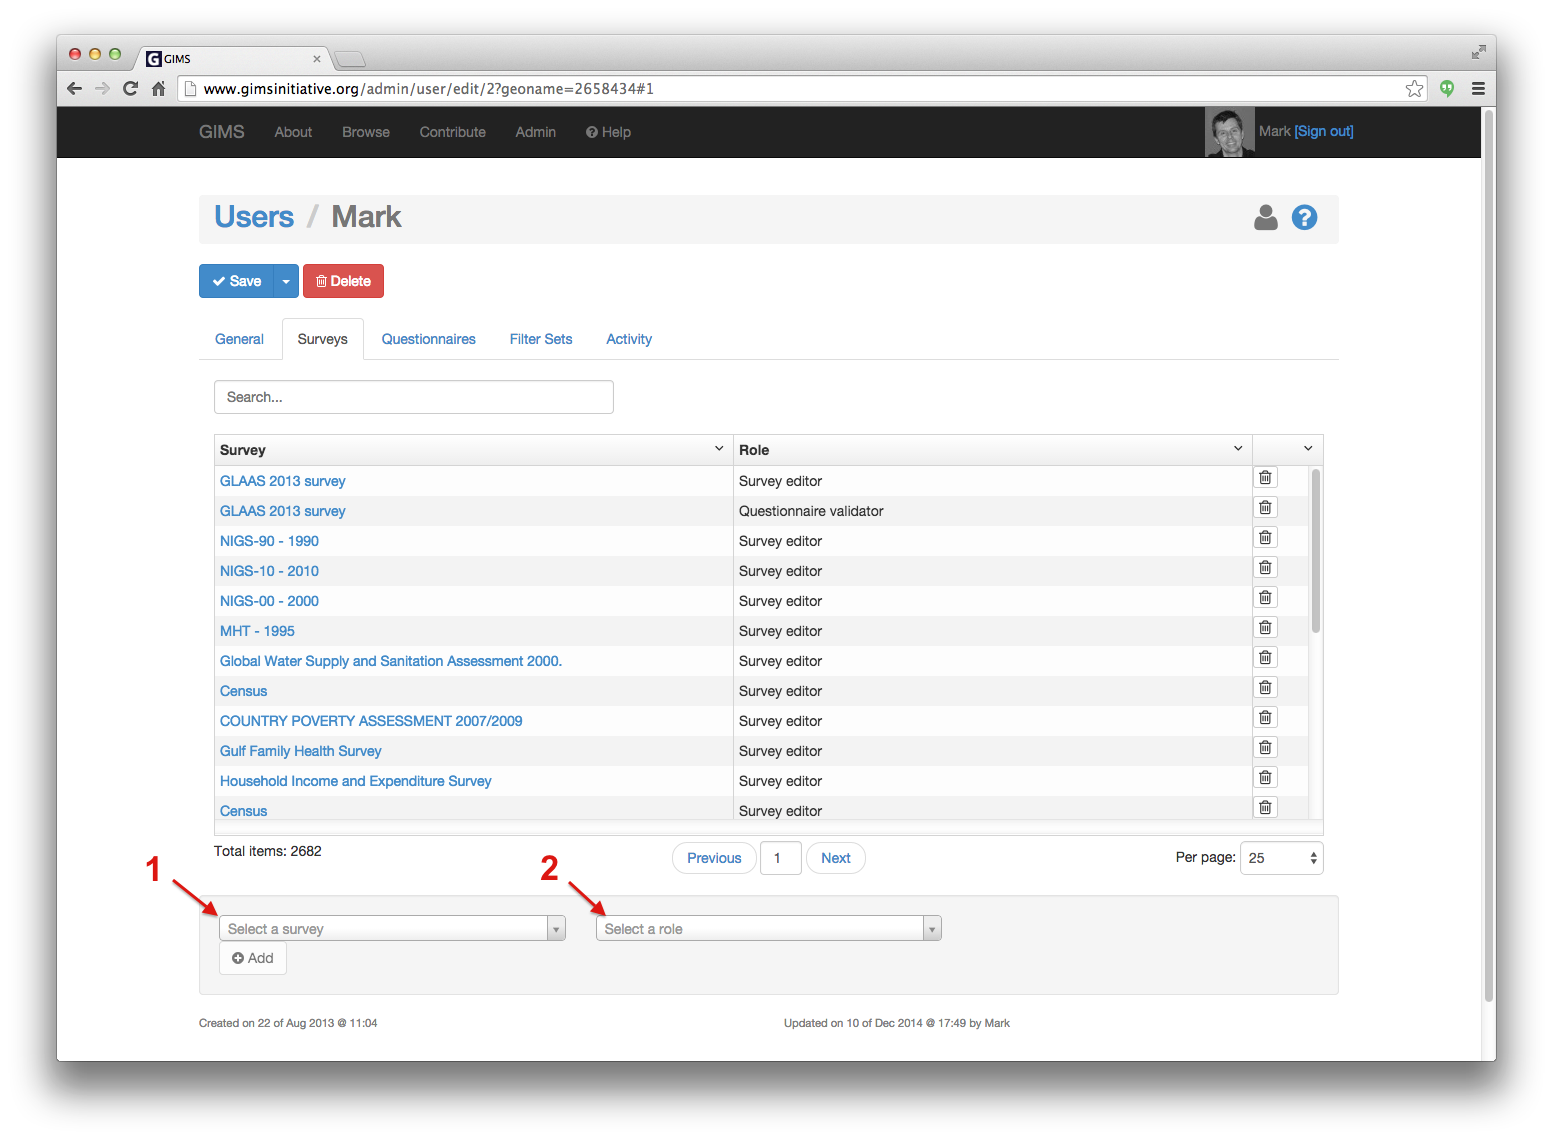 GIMS
www.gimsinitiative.org/admin/user/edit/2?geoname=2658434#1
GIMS About Browse Contribute Admin Help Mark [Sign out]
Users / Mark
Save Delete
General Surveys Questionnaires Filter Sets Activity
Search...
Survey Role
GLAAS 2013 survey Survey editor
GLAAS 2013 survey Questionnaire validator
NIGS-90 - 1990 Survey editor
NIGS-10 - 2010 Survey editor
NIGS-00 - 2000 Survey editor
MHT - 1995 Survey editor
Global Water Supply and Sanitation Assessment 2000. Survey editor
Census Survey editor
COUNTRY POVERTY ASSESSMENT 2007/2009 Survey editor
Gulf Family Health Survey Survey editor
Household Income and Expenditure Survey Survey editor
Census Survey editor
Total items: 2682 Previous 1 Next Per page: 25
1 2
Select a survey Select a role
Add
Created on 22 of Aug 2013 @ 11:04 Updated on 10 of Dec 2014 @ 17:49 by Mark